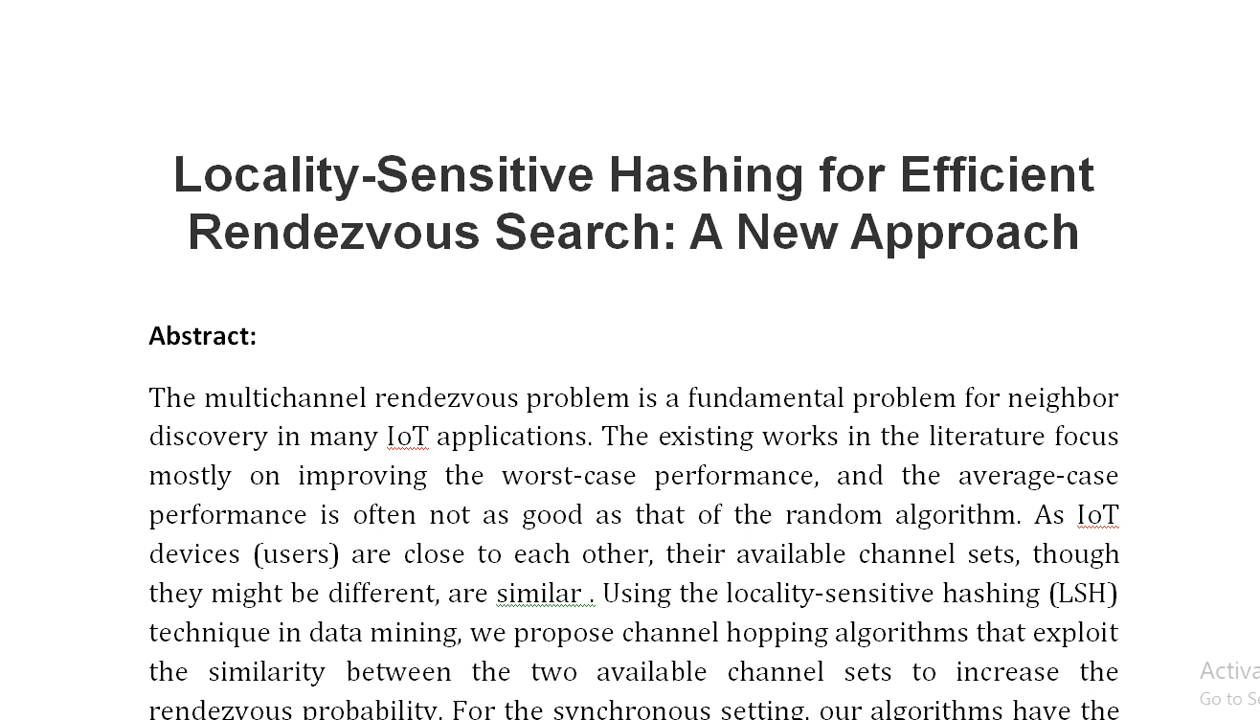 Locality-Sensitive Hashing for Efficient
Rendezvous Search: A New Approach
Abstract:
The multichannel rendezvous problem is a fundamental problem for neighbor
discovery in many IoT applications. The existing works in the literature focus
mostly on improving the worst-case performance, and the average-case
performance is often not as good as that of the random algorithm. As IoT
devices (users) are close to each other, their available channel sets, though
they might be different, are similar . Using the locality-sensitive hashing (LSH)
technique in data mining, we propose channel hopping algorithms that exploit
the similarity between the two available channel sets to increase the
rendezvous probability. For the synchronous setting, our algorithms have the
Activa
Go to S